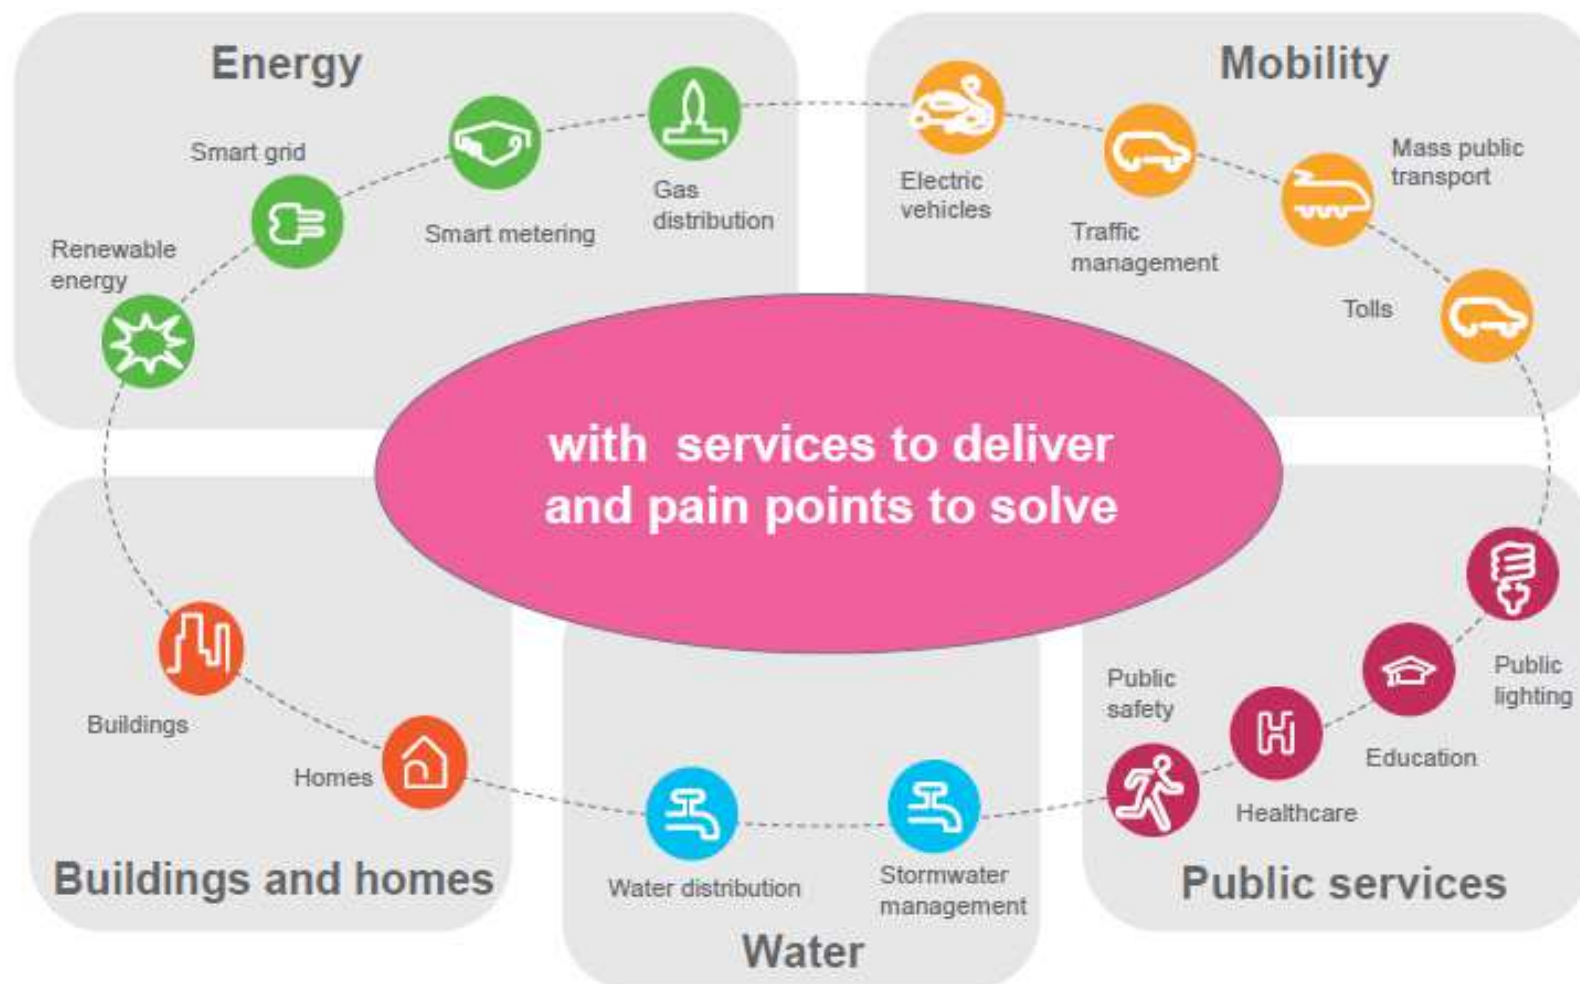 Energy
Smart grid
Renewable
energy
Smart metering
Gas
distribution
Mobility
Electric
vehicles
Traffic
management
Mass public
transport
Tolls
with  services to deliver
and pain points to solve
Buildings
Homes
Buildings and homes
Water distribution
Stormwater
management
Water
Public
safety
Healthcare
Education
Public
lighting
Public services